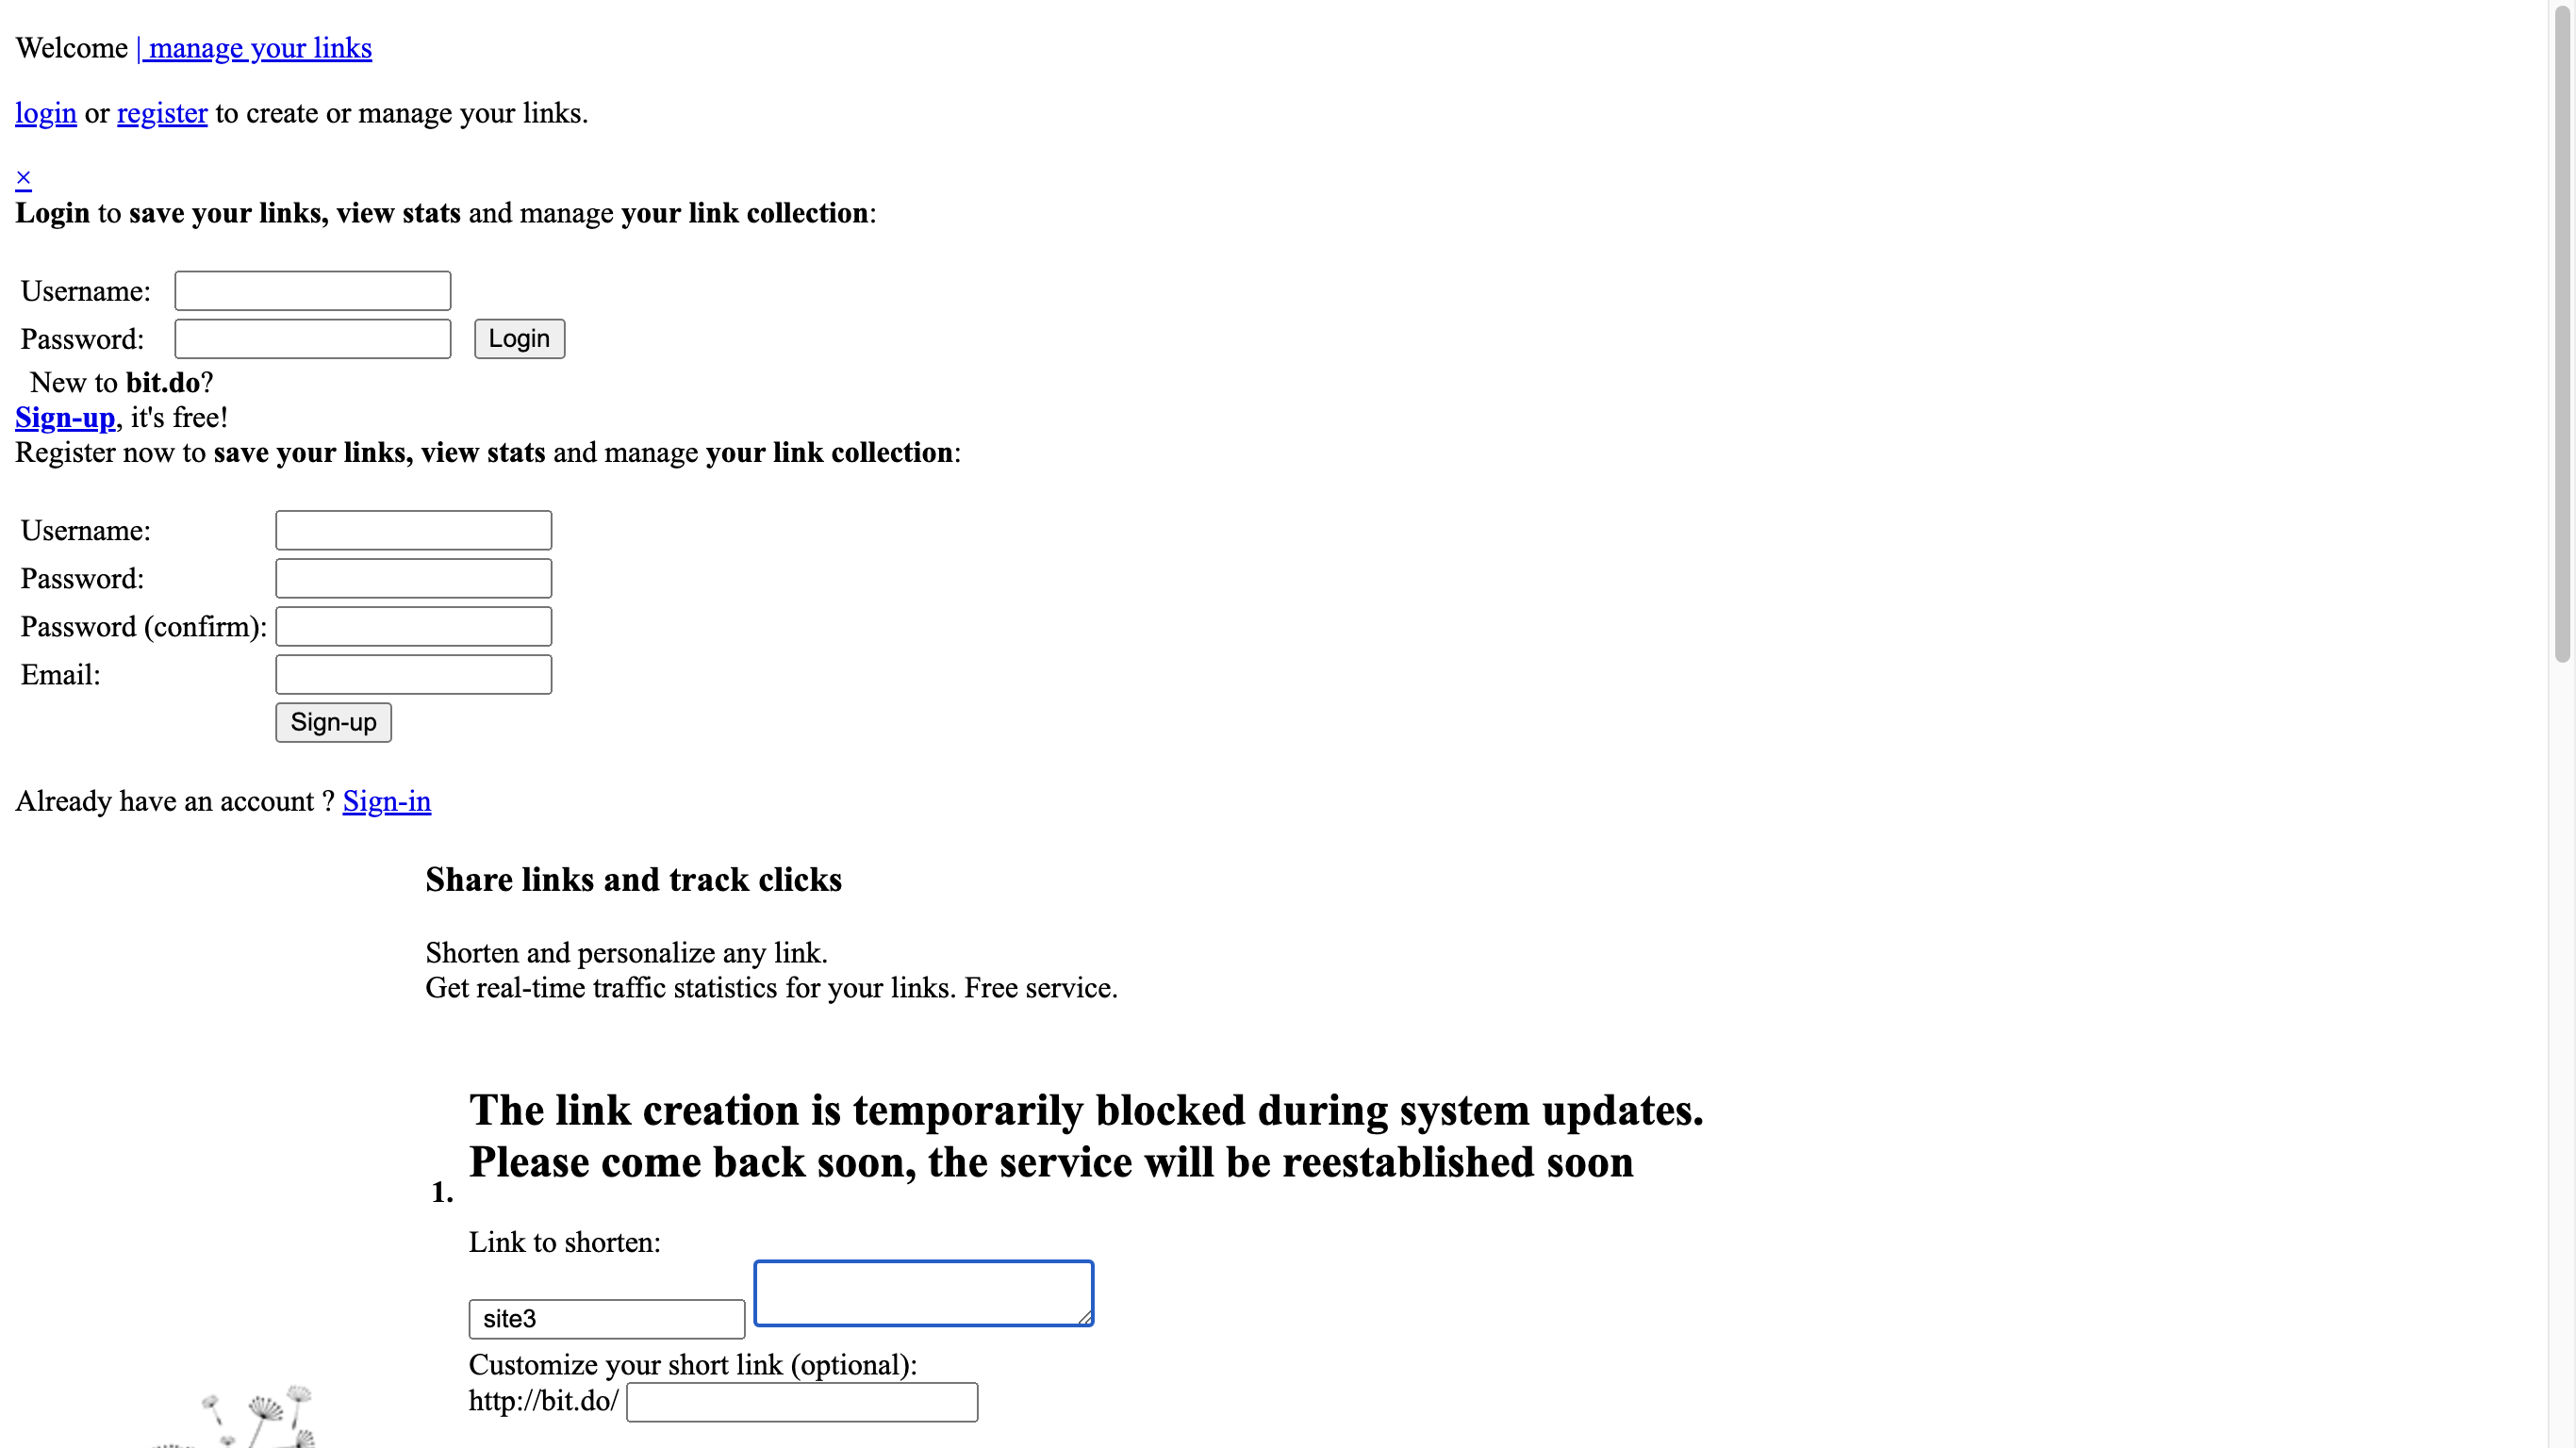 Welcome | manage your links
login or register to create or manage your links.
×
Login to save your links, view stats and manage your link collection:
Username:
Password: Login
New to bit.do?
Sign-up, it's free!
Register now to save your links, view stats and manage your link collection:
Username:
Password:
Password (confirm):
Email:
Sign-up
Already have an account ? Sign-in
Share links and track clicks
Shorten and personalize any link.
Get real-time traffic statistics for your links. Free service.
The link creation is temporarily blocked during system updates.
Please come back soon, the service will be reestablished soon
1.
Link to shorten:
site3
Customize your short link (optional):
http://bit.do/